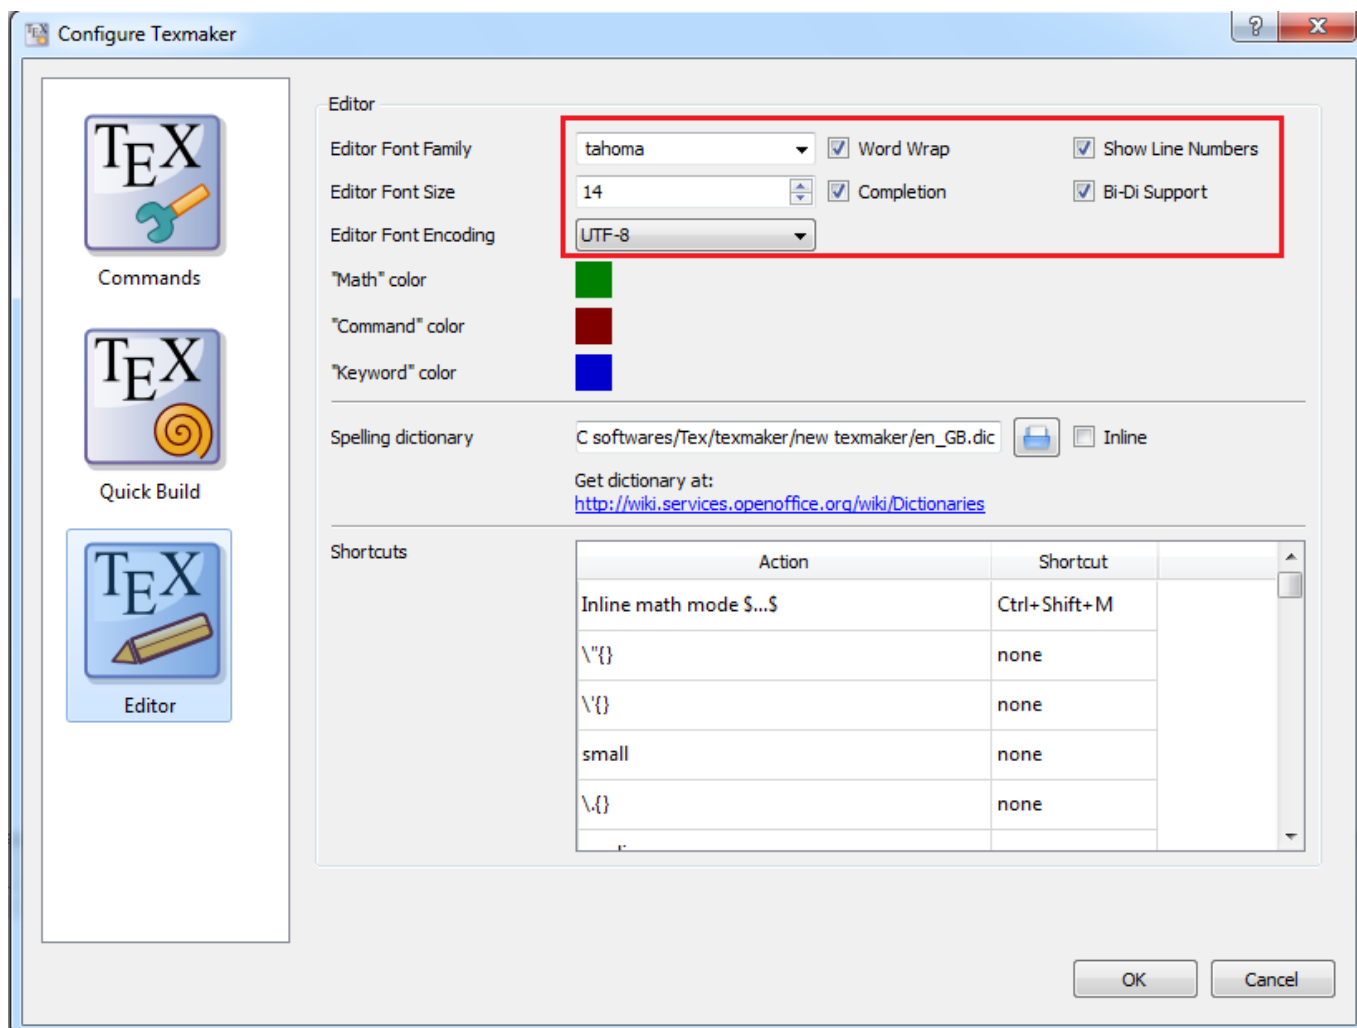 Configure Texmaker
TEX
Commands
TEX
Quick Build
TEX
Editor
Editor
Editor Font Family tahoma Word Wrap Show Line Numbers
Editor Font Size 14 Completion Bi-Di Support
Editor Font Encoding UTF-8
"Math" color
"Command" color
"Keyword" color
Spelling dictionary C softwares/Tex/texmaker/new texmaker/en_GB.dic Inline
Get dictionary at:
http://wiki.services.openoffice.org/wiki/Dictionaries
Shortcuts
Action Shortcut
Inline math mode $...$ Ctrl+Shift+M
\"{} none
\'{} none
small none
\.{} none
OK Cancel